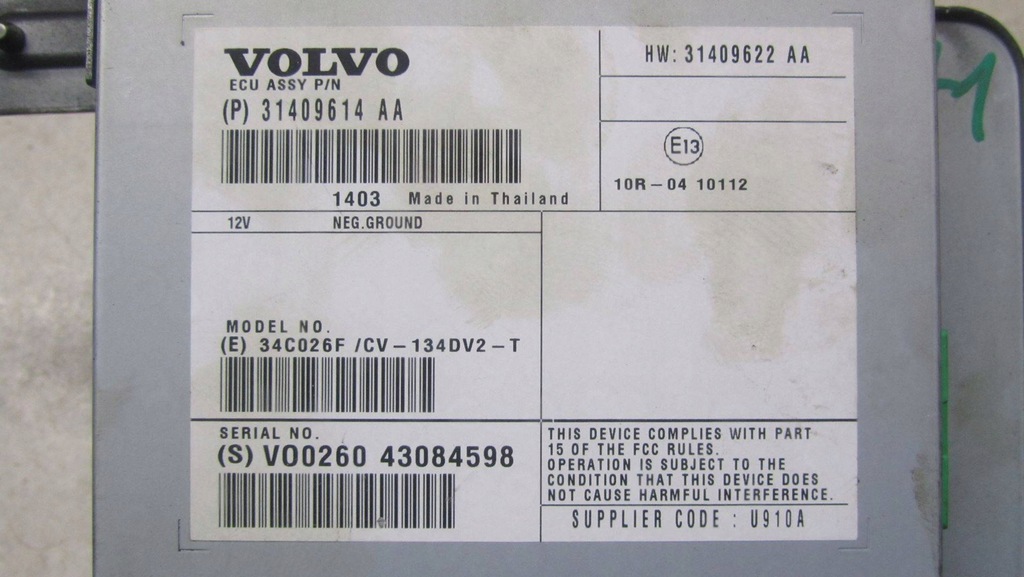 VOLVO
ECU ASSY P/N
(P) 31409614 AA
1403 Made in Thailand
HW: 31409622 AA
E13
10R-04 10112
12V NEG.GROUND
MODEL NO.
(E) 34C026F /CV-134DV2-T
SERIAL NO.
(S) VO0260 43084598
THIS DEVICE COMPLIES WITH PART
15 OF THE FCC RULES.
OPERATION IS SUBJECT TO THE
CONDITION THAT THIS DEVICE DOES
NOT CAUSE HARMFUL INTERFERENCE.
SUPPLIER CODE : U910A